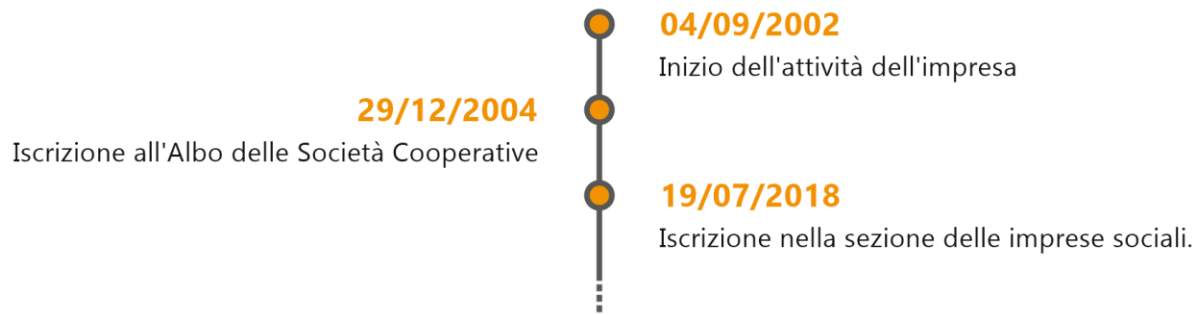 04/09/2002
Inizio dell'attività dell'impresa
29/12/2004
Iscrizione all'Albo delle Società Cooperative
19/07/2018
Iscrizione nella sezione delle imprese sociali.